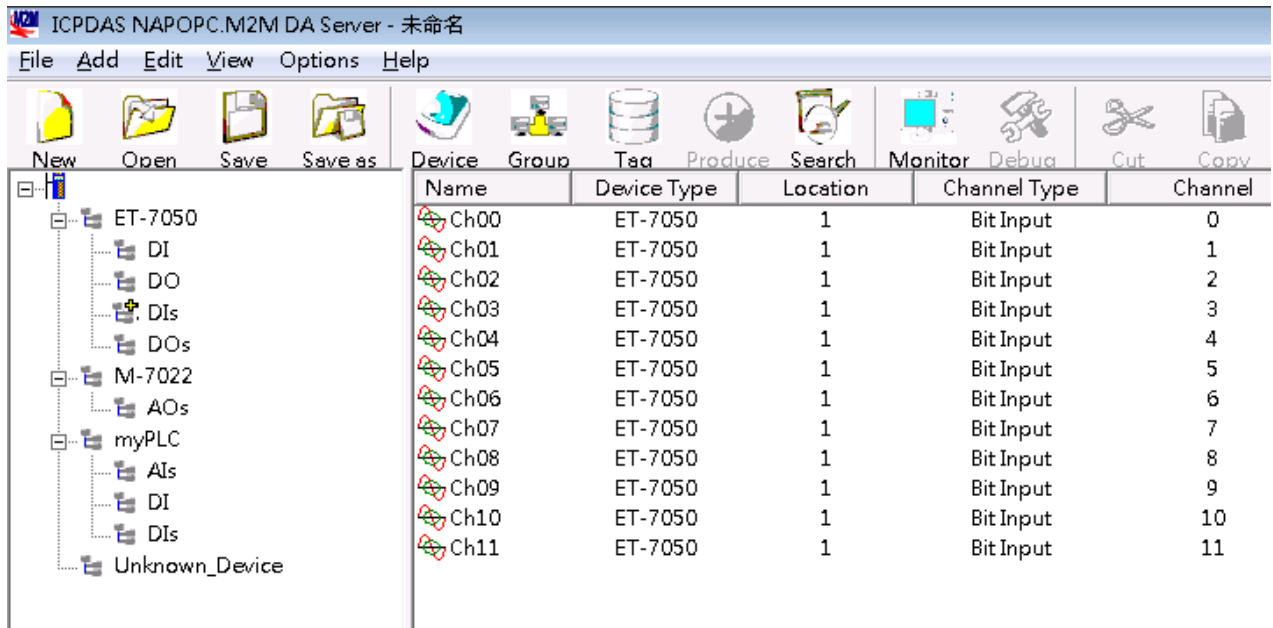 M2M ICPDAS NAPOPC.M2M DA Server - 未命名
File Add Edit View Options Help
New Open Save Save as Device Group Tag Produce Search Monitor Debug Cut Copy
Name Device Type Location Channel Type Channel
ET-7050
DI
DO
DIs
DOs
M-7022
AOs
myPLC
AIs
DI
DIs
Unknown_Device
Ch00 ET-7050 1 Bit Input 0
Ch01 ET-7050 1 Bit Input 1
Ch02 ET-7050 1 Bit Input 2
Ch03 ET-7050 1 Bit Input 3
Ch04 ET-7050 1 Bit Input 4
Ch05 ET-7050 1 Bit Input 5
Ch06 ET-7050 1 Bit Input 6
Ch07 ET-7050 1 Bit Input 7
Ch08 ET-7050 1 Bit Input 8
Ch09 ET-7050 1 Bit Input 9
Ch10 ET-7050 1 Bit Input 10
Ch11 ET-7050 1 Bit Input 11